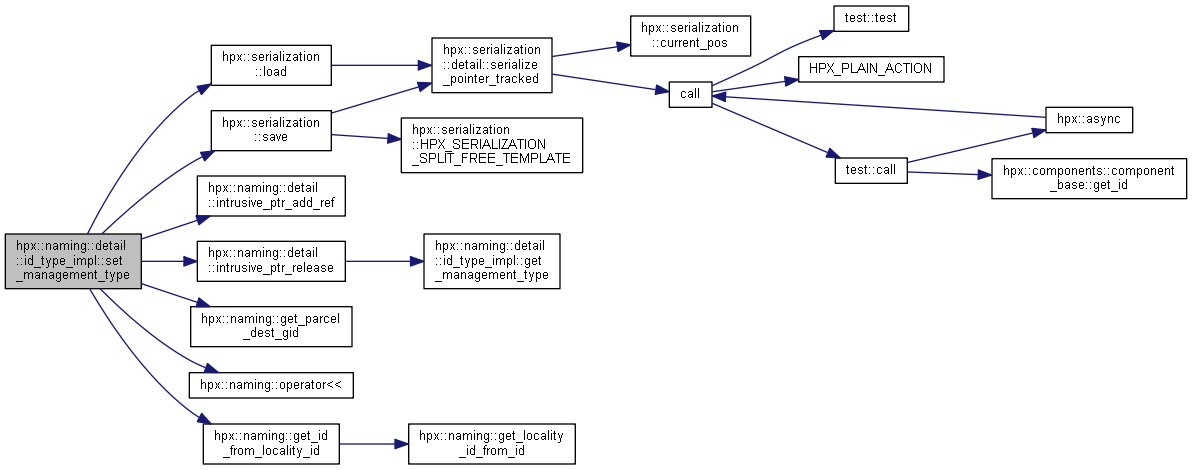 hpx::naming::detail
::id_type_impl::set
_management_type
hpx::serialization
::load
hpx::serialization
::save
hpx::naming::detail
::intrusive_ptr_add_ref
hpx::naming::detail
::intrusive_ptr_release
hpx::naming::get_parcel
_dest_gid
hpx::naming::operator<<
hpx::naming::get_id
_from_locality_id
hpx::serialization
::detail::serialize
_pointer_tracked
hpx::serialization
::HPX_SERIALIZATION
_SPLIT_FREE_TEMPLATE
hpx::naming::detail
::id_type_impl::get
_management_type
hpx::naming::get_locality
_id_from_id
hpx::serialization
::current_pos
call
test::test
HPX_PLAIN_ACTION
test::call
hpx::async
hpx::components::component
_base::get_id